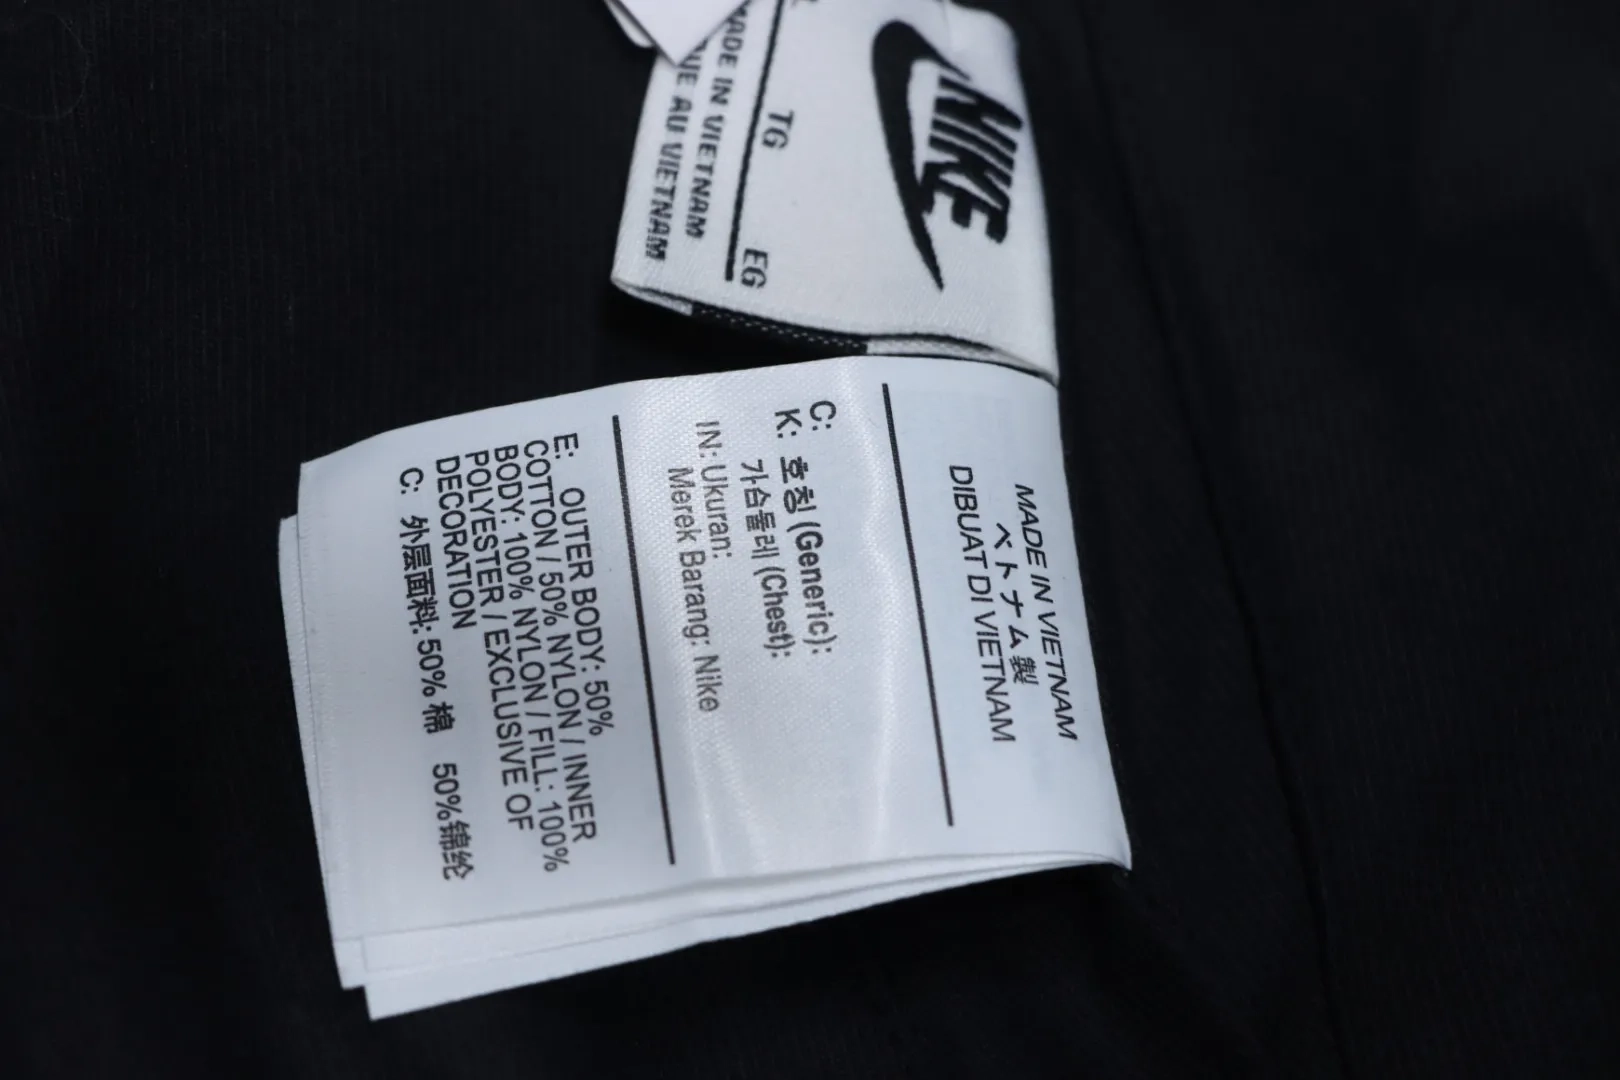 NIKE
TG
EG
MADE IN VIETNAM
AU VIETNAM
MADE IN VIETNAM
ベトナム製
DIBUAT DI VIETNAM
C:
K: 호칭 (Generic):
가슴둘레 (Chest):
IN: Ukuran:
Merek Barang: Nike
E: OUTER BODY: 50%
COTTON / 50% NYLON / INNER
BODY: 100% NYLON / FILL: 100%
POLYESTER / EXCLUSIVE OF
DECORATION
C: 外层面料: 50% 棉 50%锦纶